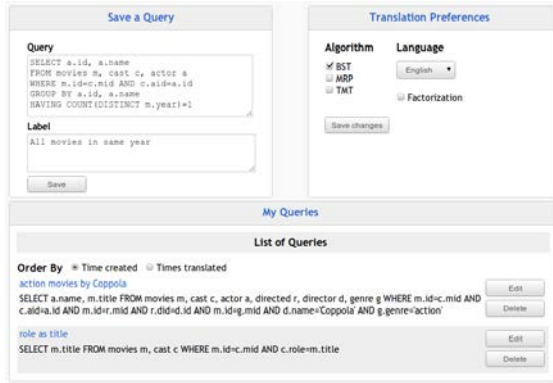 Save a Query
Query
SELECT a.id, a.name
FROM movies m, cast c, actor a
WHERE m.id=c.mid AND c.aid=a.id
GROUP BY a.id, a.name
HAVING COUNT(DISTINCT m.year)=1
Label
All movies in same year
Save
Translation Preferences
Algorithm
BST
MRP
TMT
Language
English
Factorization
Save changes
My Queries
List of Queries
Order By Time created Times translated
action movies by Coppola
SELECT a.name, m.title FROM movies m, cast c, actor a, directed r, director d, genre g WHERE m.id=c.mid AND
c.aid=a.id AND m.id=r.mid AND r.did=d.id AND m.id=g.mid AND d.name='Coppola' AND g.genre='action'
Edit
Delete
role as title
SELECT m.title FROM movies m, cast c WHERE m.id=c.mid AND c.role=m.title
Edit
Delete